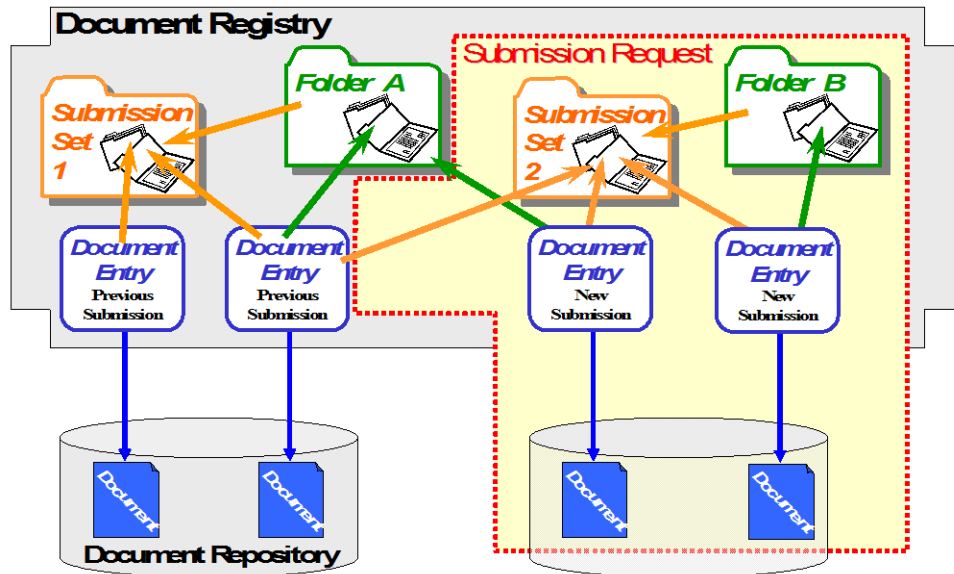 Document Registry
Submission Request
Folder A
Folder B
Submission
Set
1
Submission
Set
2
Document
Entry
Previous
Submission
Document
Entry
Previous
Submission
Document
Entry
New
Submission
Document
Entry
New
Submission
Document
Document
Document
Document
Document Repository